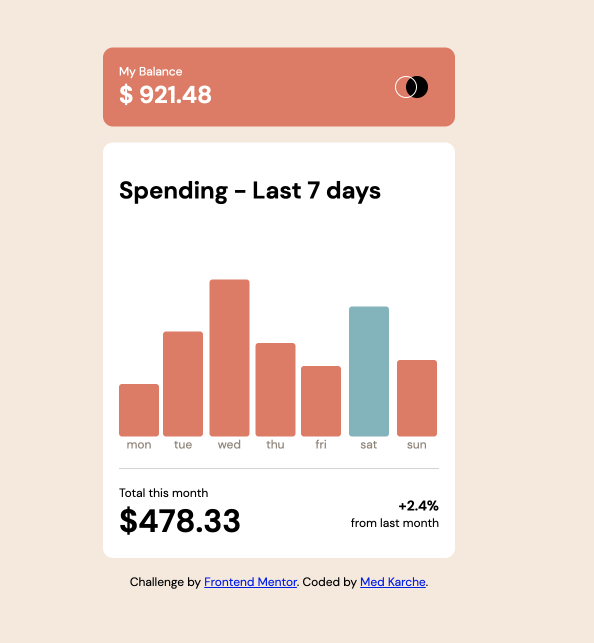 My Balance
$ 921.48
Spending - Last 7 days
mon tue wed thu fri sat sun
Total this month
$478.33
+2.4%
from last month
Challenge by Frontend Mentor. Coded by Med Karche.